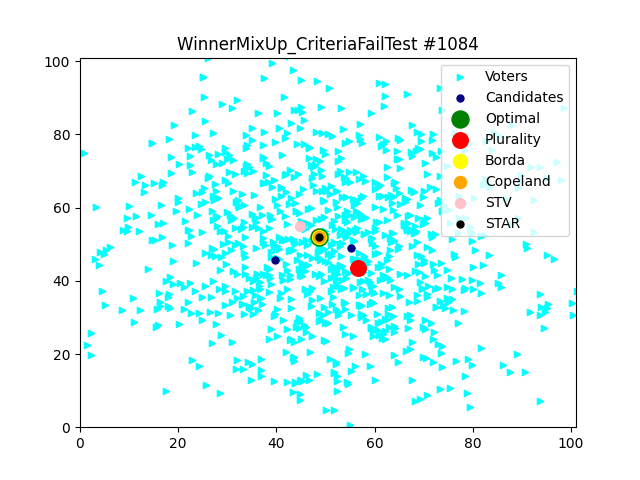 WinnerMixUp_CriteriaFailTest #1084
100
80
60
40
20
0
0 20 40 60 80 100
Voters
Candidates
Optimal
Plurality
Borda
Copeland
STV
STAR